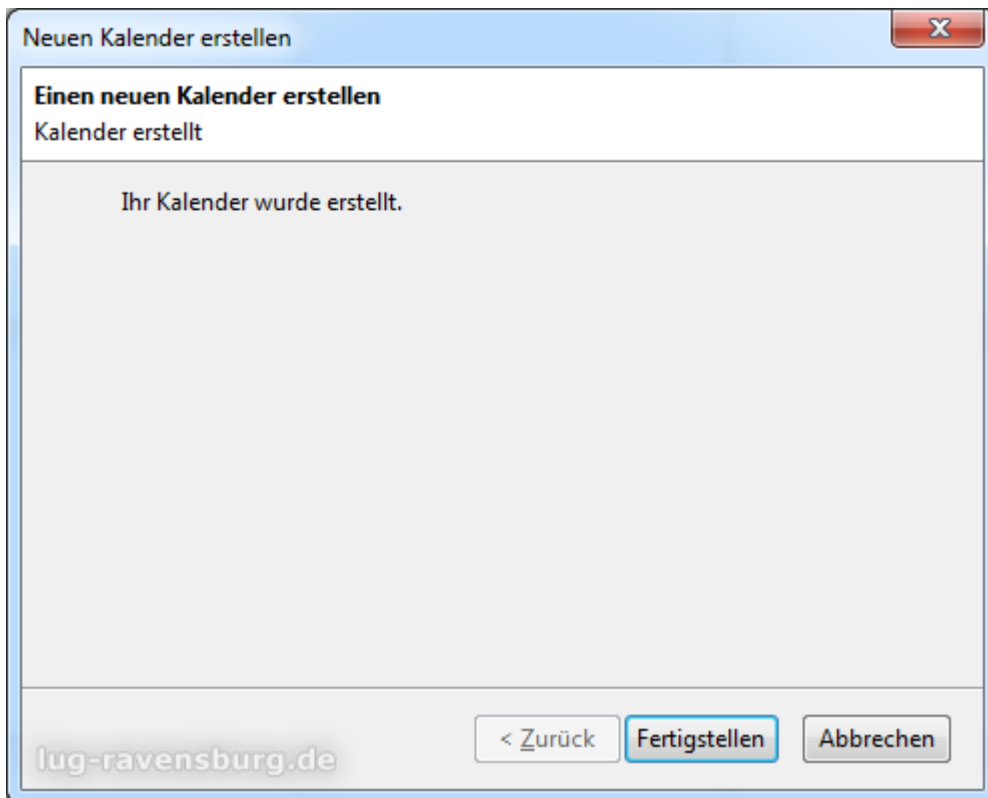 Neuen Kalender erstellen
Einen neuen Kalender erstellen
Kalender erstellt
Ihr Kalender wurde erstellt.
< Zurück Fertigstellen Abbrechen
lug-ravensburg.de